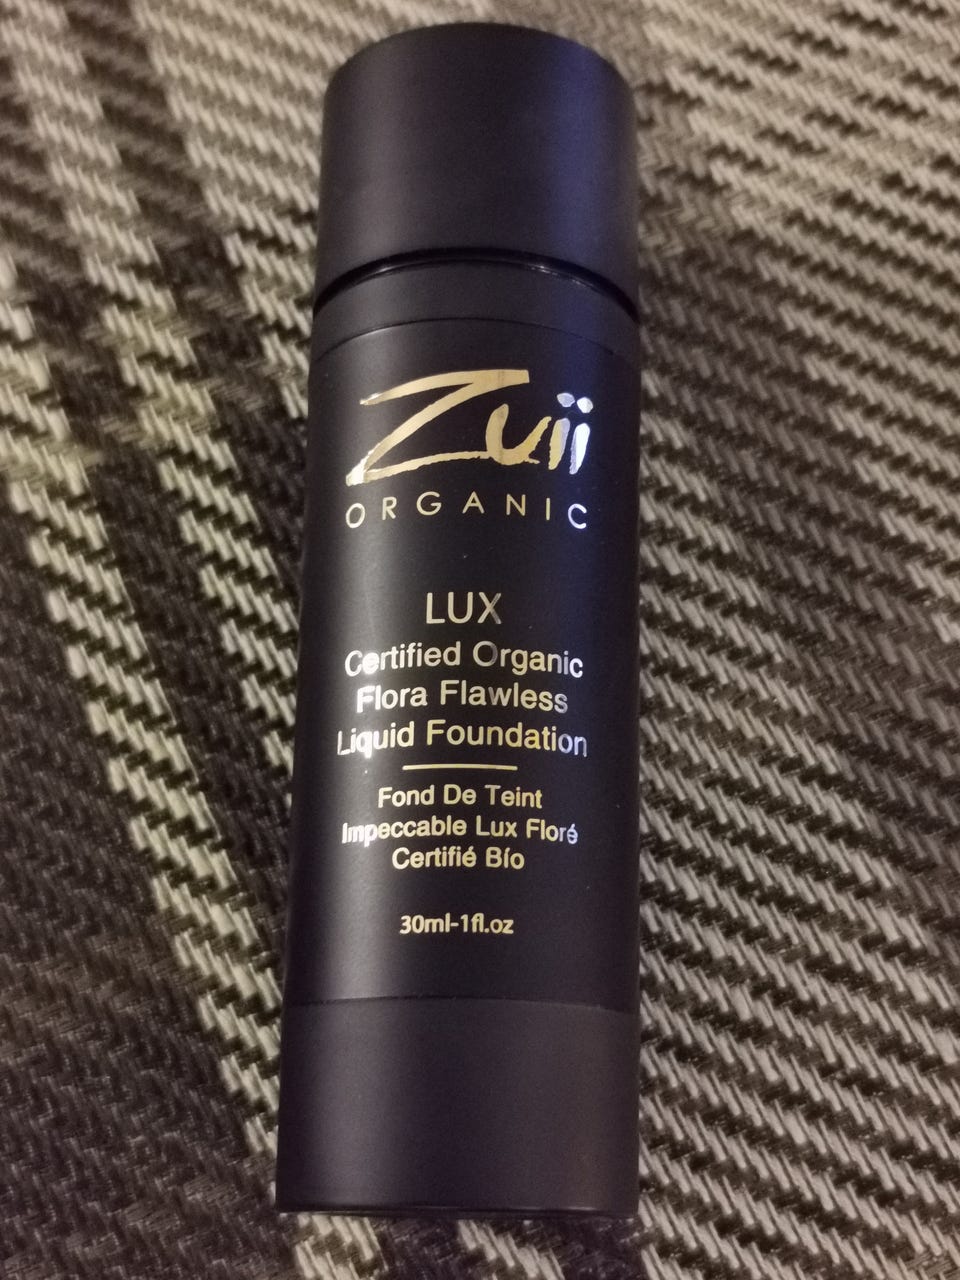 Zuii
ORGANIC
LUX
Certified Organic
Flora Flawless
Liquid Foundation
Fond De Teint
Impeccable Lux Floré
Certifié Bío
30ml-1fl.oz